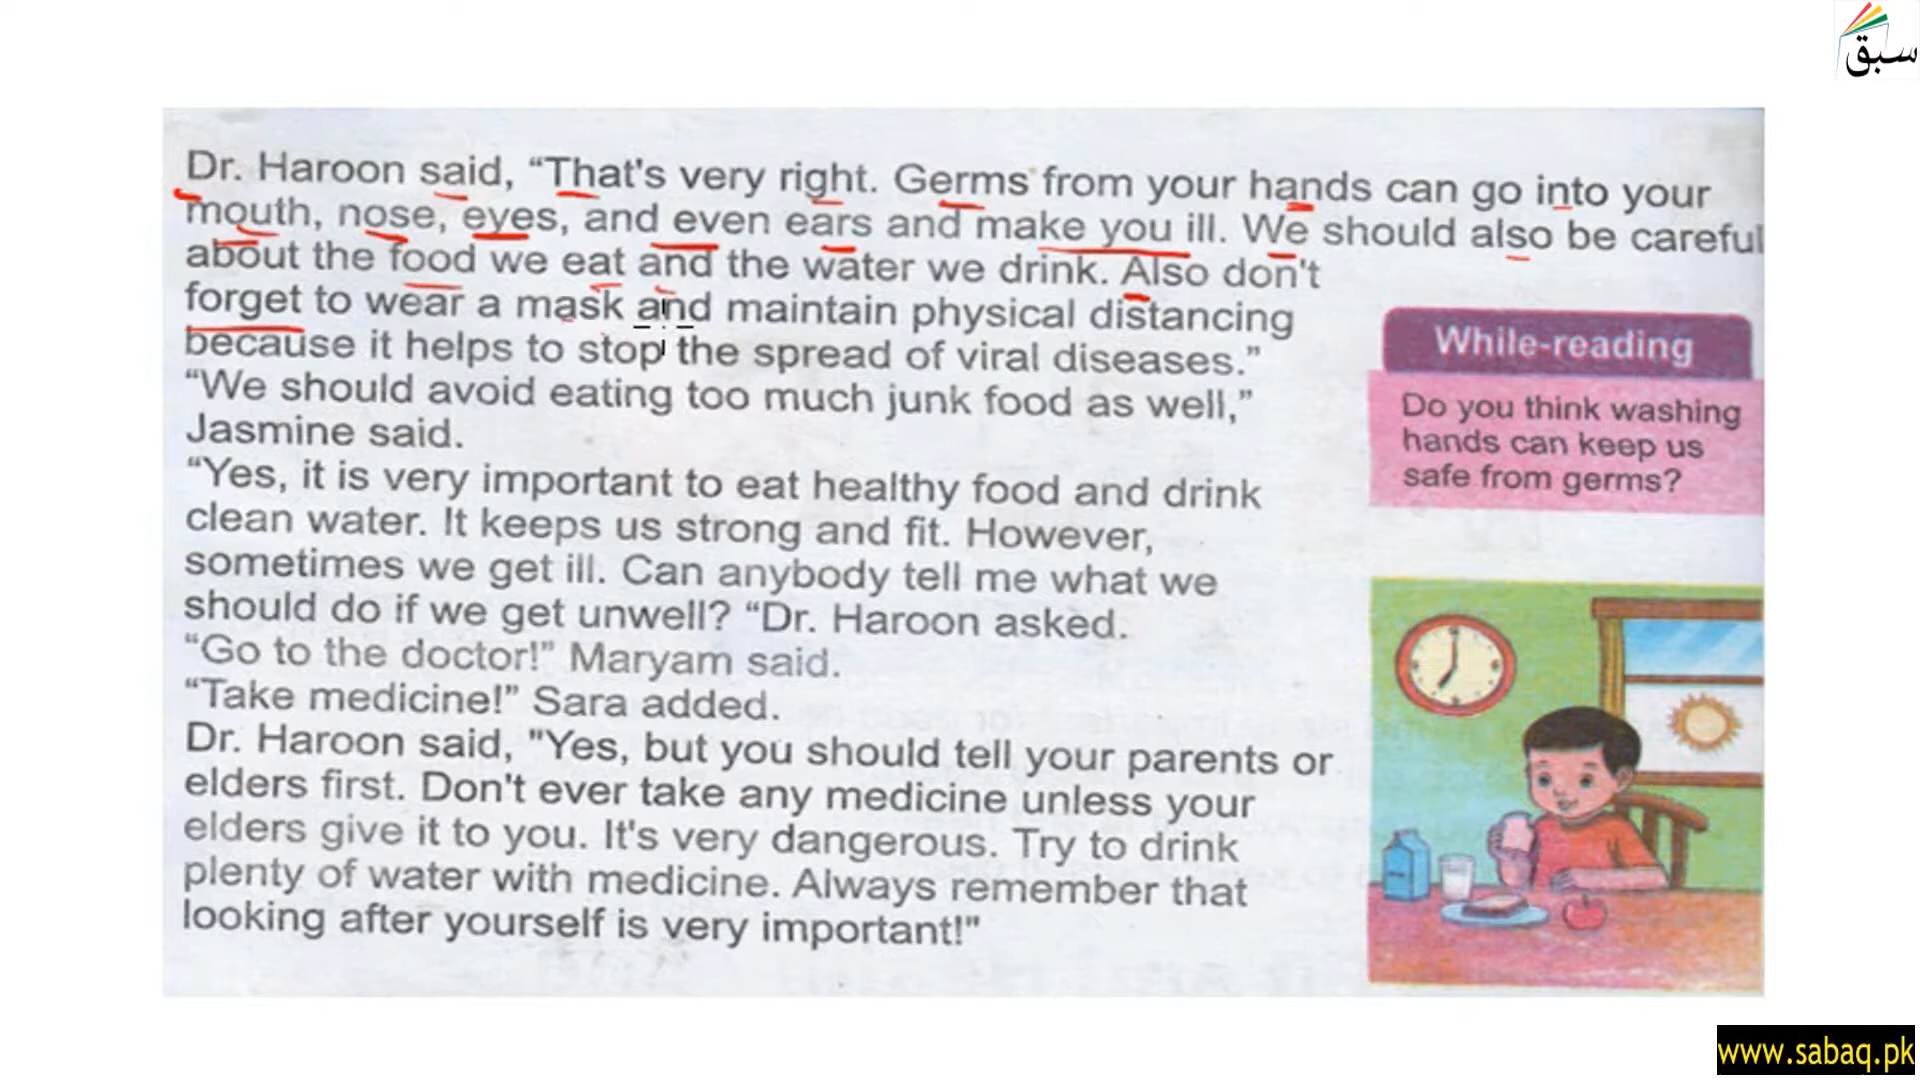 سبق
Dr. Haroon said, “That's very right. Germs from your hands can go into your
mouth, nose, eyes, and even ears and make you ill. We should also be careful
about the food we eat and the water we drink. Also don't
forget to wear a mask and maintain physical distancing
because it helps to stop the spread of viral diseases.”
“We should avoid eating too much junk food as well,”
Jasmine said.
“Yes, it is very important to eat healthy food and drink
clean water. It keeps us strong and fit. However,
sometimes we get ill. Can anybody tell me what we
should do if we get unwell? “Dr. Haroon asked.
“Go to the doctor!” Maryam said.
“Take medicine!” Sara added.
Dr. Haroon said, "Yes, but you should tell your parents or
elders first. Don't ever take any medicine unless your
elders give it to you. It's very dangerous. Try to drink
plenty of water with medicine. Always remember that
looking after yourself is very important!"
While-reading
Do you think washing
hands can keep us
safe from germs?
www.sabaq.pk